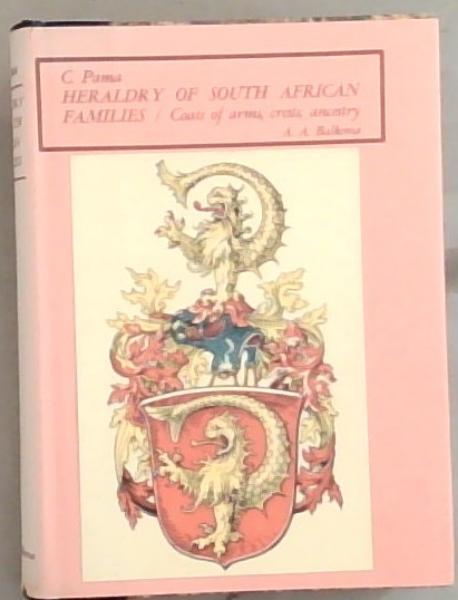 C. Pama
HERALDRY OF SOUTH AFRICAN
FAMILIES / Coats of arms, crests, ancestry
A. A. Balkema